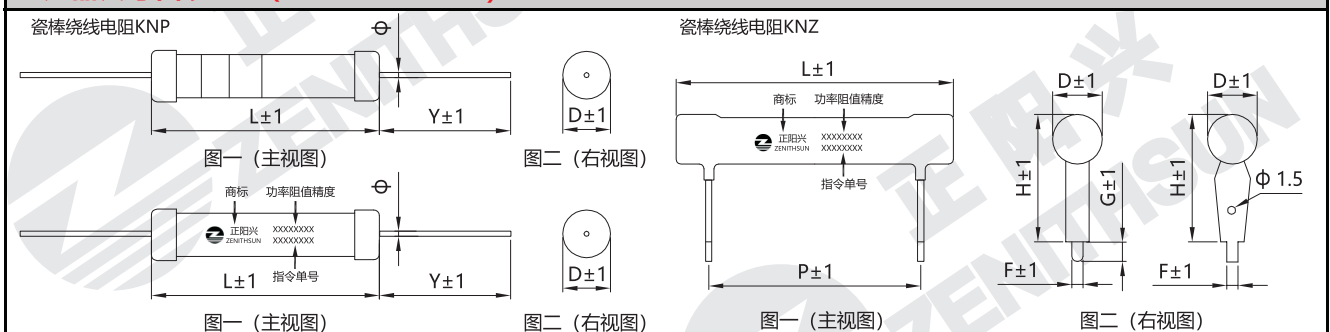 瓷棒绕线电阻KNP
ϕ
L±1
Y±1
D±1
图一（主视图）
图二（右视图）
商标
功率阻值精度
ϕ
正阳兴
ZENITHSUN
XXXXXXXX
XXXXXXXX
指令单号
L±1
Y±1
D±1
图一（主视图）
图二（右视图）
瓷棒绕线电阻KNZ
L±1
商标
功率阻值精度
正阳兴
ZENITHSUN
XXXXXXXX
XXXXXXXX
指令单号
P±1
图一（主视图）
D±1
D±1
H±1
G±1
H±1
ϕ 1.5
F±1
F±1
图二（右视图）
正阳兴
ZENITHSUN